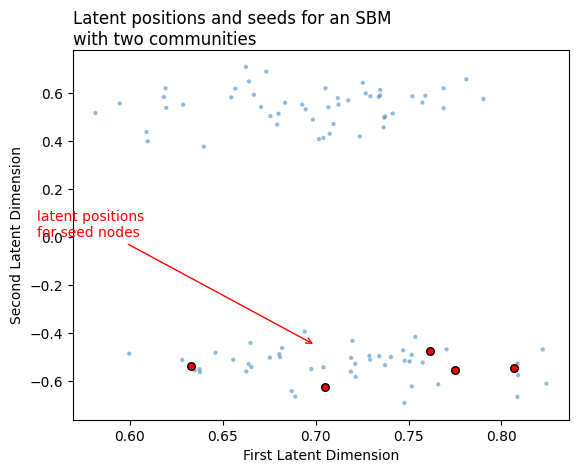 Latent positions and seeds for an SBM
with two communities
Second Latent Dimension
0.6
0.4
0.2
0.0
−0.2
−0.4
−0.6
latent positions
for seed nodes
0.60 0.65 0.70 0.75 0.80
First Latent Dimension